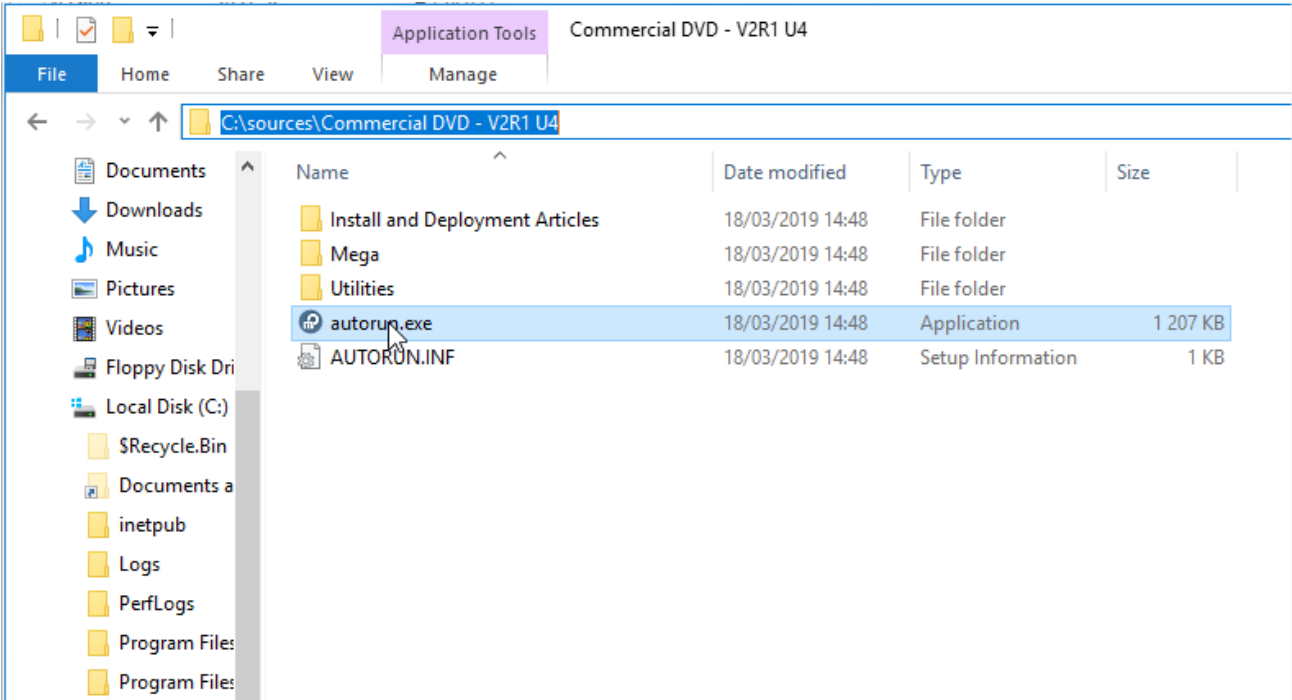 Application Tools Commercial DVD - V2R1 U4
File Home Share View Manage
C:\sources\Commercial DVD - V2R1 U4
Name Date modified Type Size
Documents
Downloads
Music
Pictures
Videos
Floppy Disk Dri
Local Disk (C:)
$Recycle.Bin
Documents a
inetpub
Logs
PerfLogs
Program Files
Program Files
Install and Deployment Articles 18/03/2019 14:48 File folder
Mega 18/03/2019 14:48 File folder
Utilities 18/03/2019 14:48 File folder
autorun.exe 18/03/2019 14:48 Application 1 207 KB
AUTORUN.INF 18/03/2019 14:48 Setup Information 1 KB